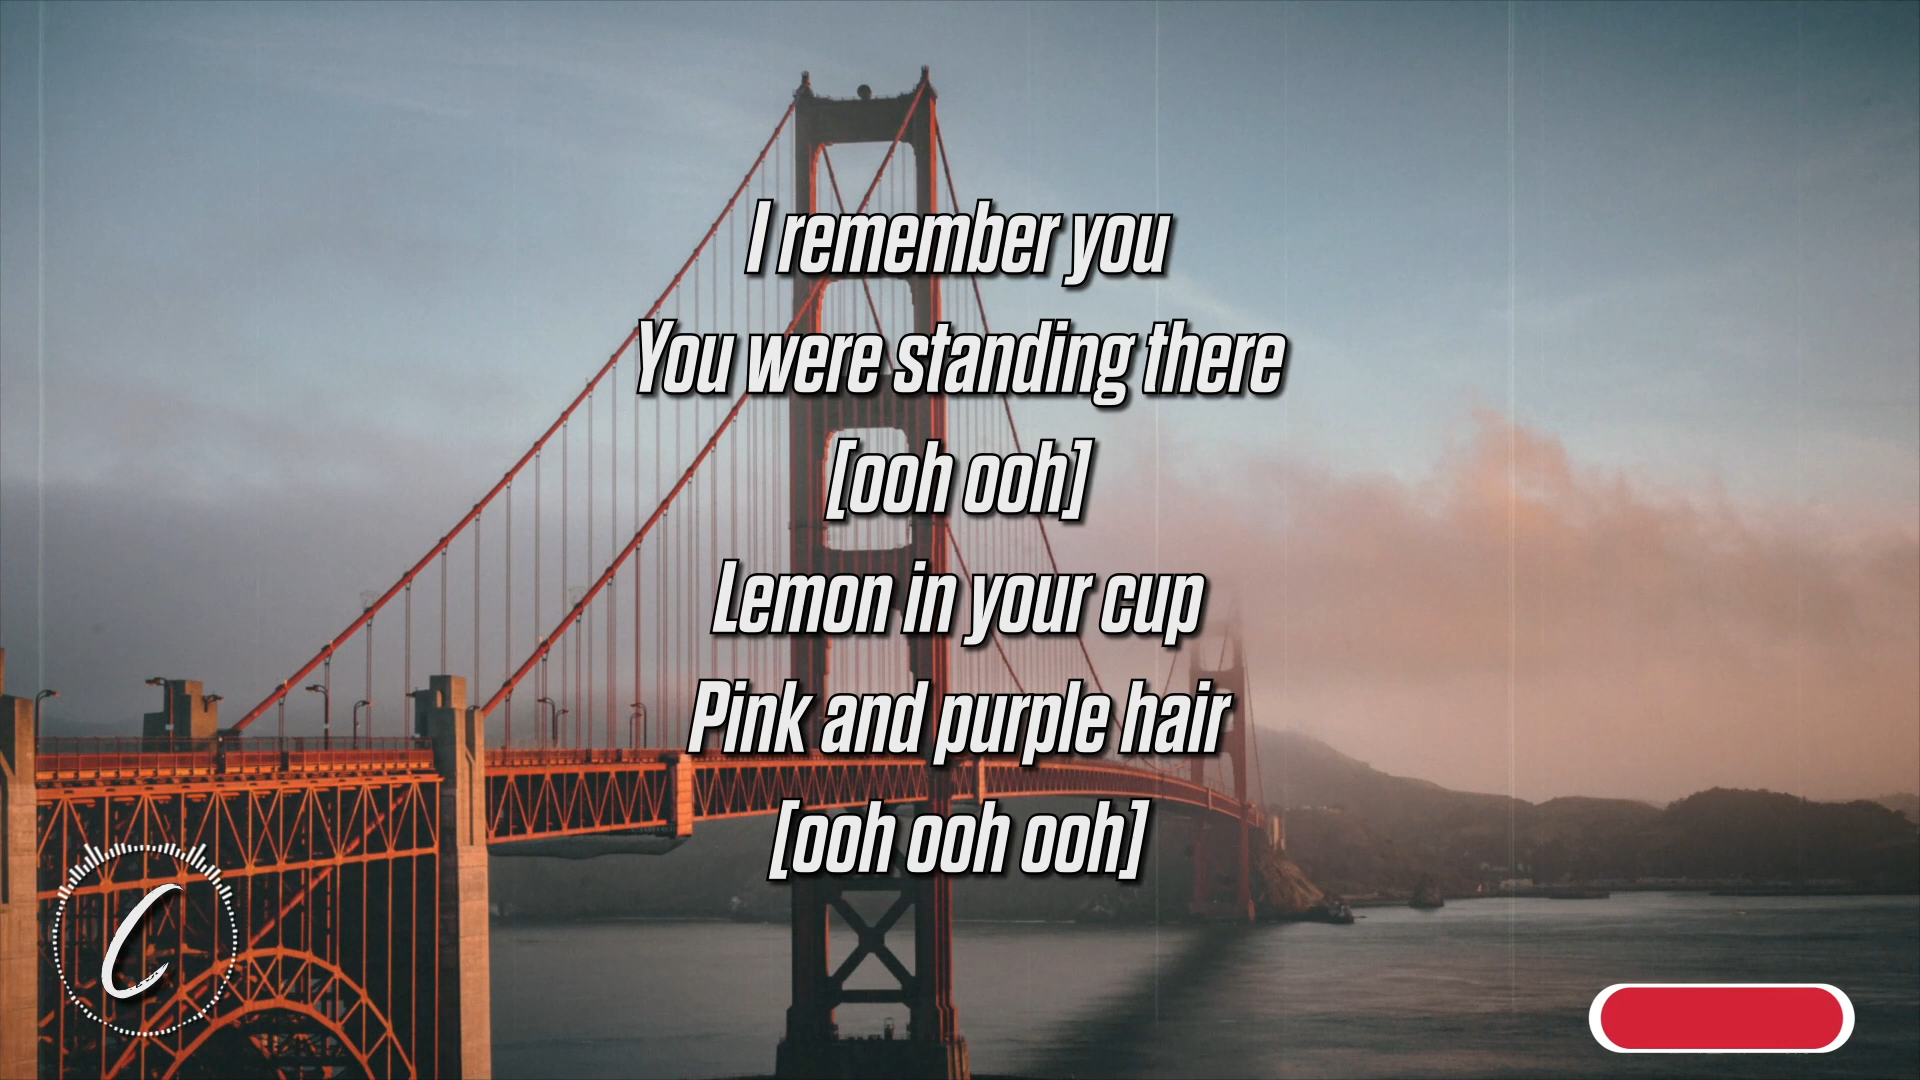 I remember you
You were standing there
[ooh ooh]
Lemon in your cup
Pink and purple hair
[ooh ooh ooh]
C